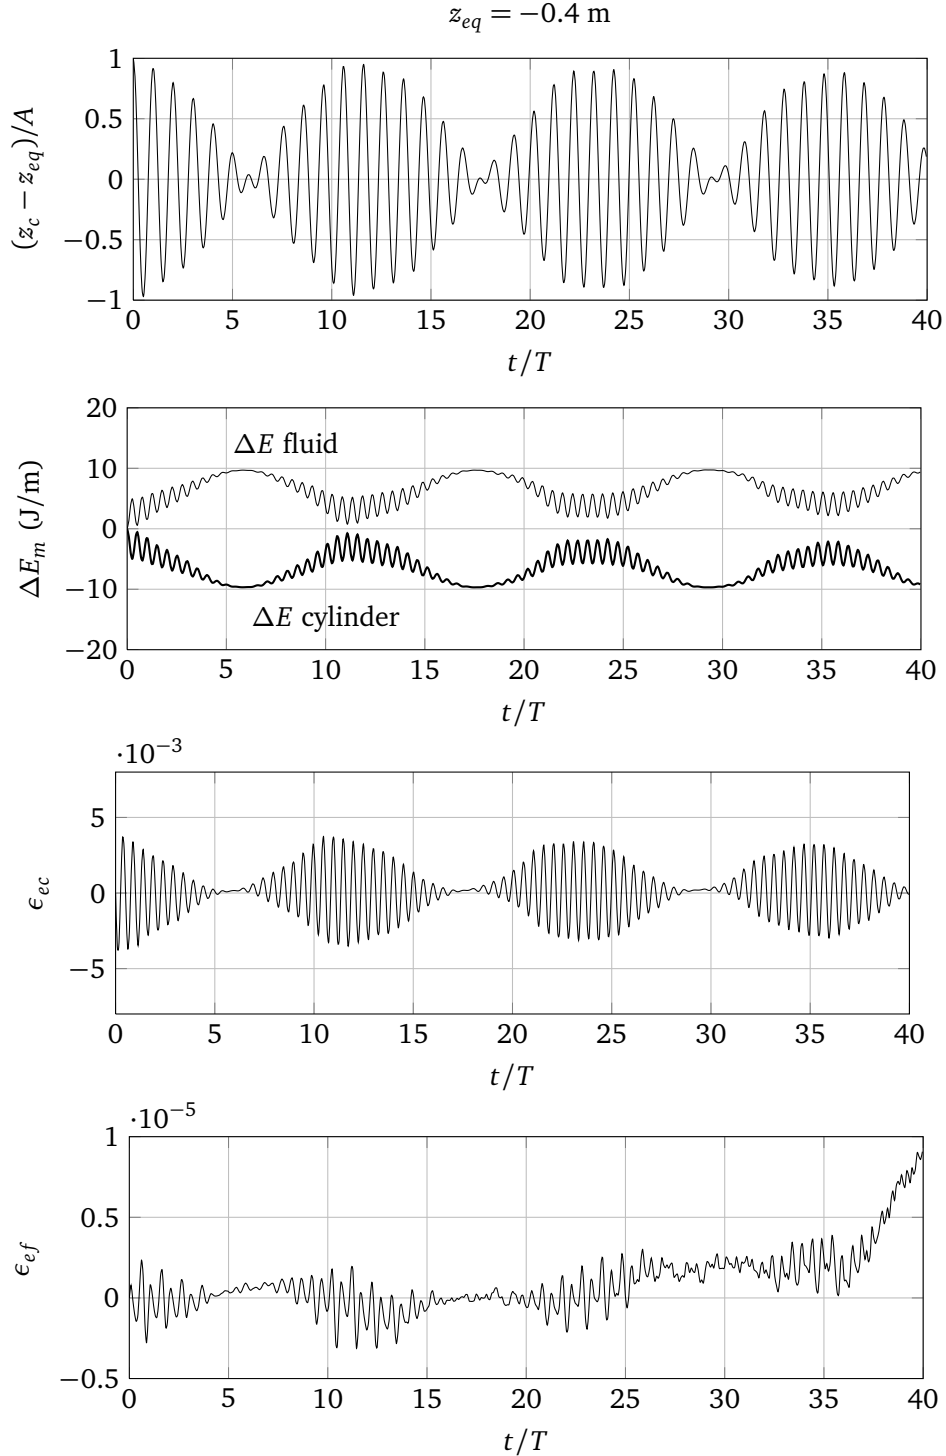 z_{eq} = −0.4 m
1
0.5
0
−0.5
−1
(z_c − z_{eq})/A
0 5 10 15 20 25 30 35 40
t/T
20
10
0
−10
−20
ΔE_m (J/m)
ΔE fluid
ΔE cylinder
0 5 10 15 20 25 30 35 40
t/T
·10^{−3}
5
0
−5
ϵ_{ec}
0 5 10 15 20 25 30 35 40
t/T
·10^{−5}
1
0.5
0
−0.5
ϵ_{ef}
0 5 10 15 20 25 30 35 40
t/T